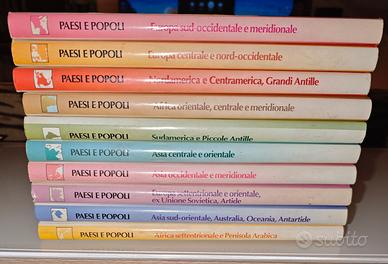 PAESI E POPOLI Europa sud-occidentale e meridionale
PAESI E POPOLI Europa centrale e nord-occidentale
PAESI E POPOLI Nordamerica e Centramerica, Grandi Antille
PAESI E POPOLI Africa orientale, centrale e meridionale
PAESI E POPOLI Sudamerica e Piccole Antille
PAESI E POPOLI Asia centrale e orientale
PAESI E POPOLI Asia occidentale e meridionale
PAESI E POPOLI Europa settentrionale e orientale,
ex Unione Sovietica, Artide
PAESI E POPOLI Asia sud-orientale, Australia, Oceania, Antartide
PAESI E POPOLI Africa settentrionale e Penisola Arabica
subito